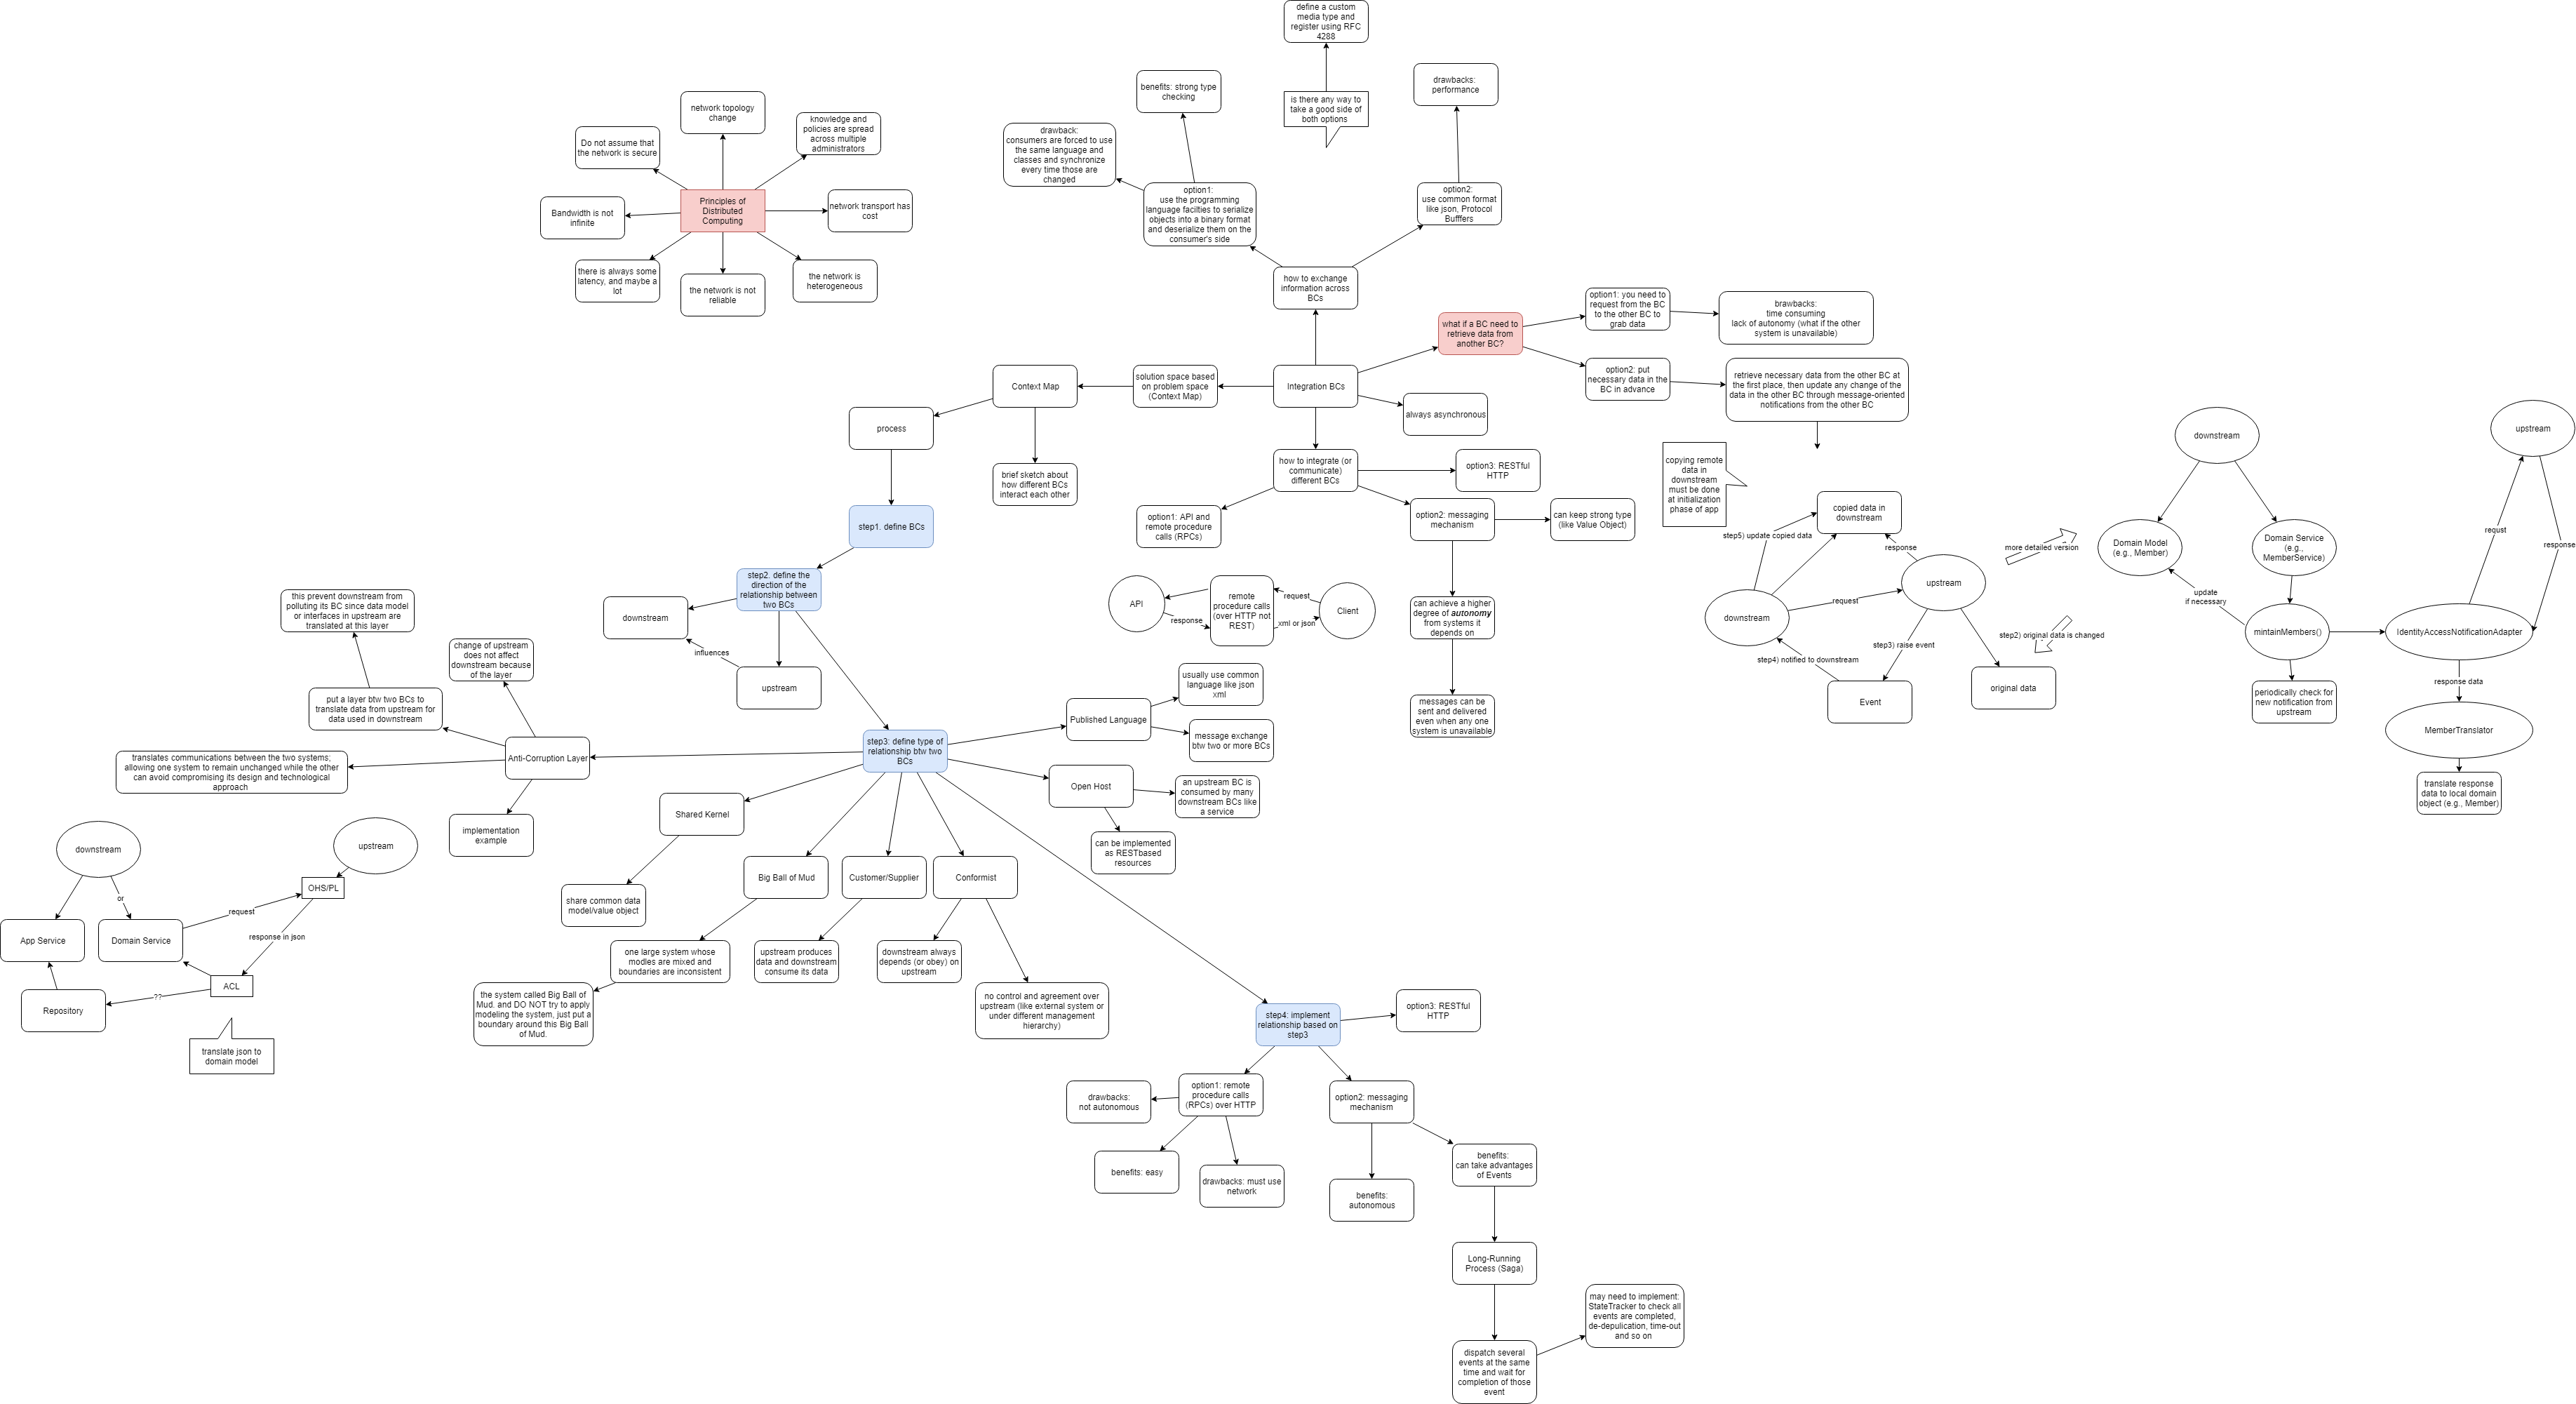 define a custom
media type and
register using RFC
4288
is there any way to
take a good side of
both options
benefits: strong type
checking
drawbacks:
performance
drawback:
consumers are forced to use
the same language and
classes and synchronize
every time those are
changed
option1:
use the programming
language facilties to serialize
objects into a binary format
and deserialize them on the
consumer's side
option2:
use common format
like json, Protocol
Bufffers
how to exchange
information across
BCs
network topology
change
knowledge and
policies are spread
across multiple
administrators
Do not assume that
the network is secure
Principles of
Distributed
Computing
Bandwidth is not
infinite
network transport has
cost
there is always some
latency, and maybe a
lot
the network is not
reliable
the network is
heterogeneous
what if a BC need to
retrieve data from
another BC?
option1: you need to
request from the BC
to the other BC to
grab data
brawbacks:
time consuming
lack of autonomy (what if the other
system is unavailable)
option2: put
necessary data in the
BC in advance
retrieve necessary data from the other BC at
the first place, then update any change of the
data in the other BC through message-oriented
notifications from the other BC
Context Map
solution space based
on problem space
(Context Map)
Integration BCs
always asynchronous
process
brief sketch about
how different BCs
interact each other
how to integrate (or
communicate)
different BCs
option3: RESTful
HTTP
option1: API and
remote procedure
calls (RPCs)
option2: messaging
mechanism
can keep strong type
(like Value Object)
can achieve a higher
degree of autonomy
from systems it
depends on
messages can be
sent and delivered
even when any one
system is unavailable
API
response
remote
procedure calls
(over HTTP not
REST)
request
xml or json
Client
copying remote
data in
downstream
must be done
at initialization
phase of app
copied data in
downstream
step5) update copied data
response
upstream
downstream
request
step3) raise event
step4) notified to downstream
Event
original data
step2) original data is changed
more detailed version
downstream
upstream
Domain Model
(e.g., Member)
Domain Service
(e.g.,
MemberService)
requst
response
update
if necessary
mintainMembers()
IdentityAccessNotificationAdapter
periodically check for
new notification from
upstream
response data
MemberTranslator
translate response
data to local domain
object (e.g., Member)
step1. define BCs
step2. define the
direction of the
relationship between
two BCs
downstream
influences
upstream
step3: define type of
relationship btw two
BCs
this prevent downstream from
polluting its BC since data model
or interfaces in upstream are
translated at this layer
change of upstream
does not affect
downstream because
of the layer
put a layer btw two BCs to
translate data from upstream for
data used in downstream
Anti-Corruption Layer
translates communications between the two systems;
allowing one system to remain unchanged while the other
can avoid compromising its design and technological
approach
implementation
example
downstream
upstream
or
OHS/PL
request
response in json
App Service
Domain Service
ACL
??
Repository
translate json to
domain model
Published Language
usually use common
language like json
xml
message exchange
btw two or more BCs
Open Host
an upstream BC is
consumed by many
downstream BCs like
a service
can be implemented
as RESTbased
resources
Shared Kernel
share common data
model/value object
Big Ball of Mud
one large system whose
modles are mixed and
boundaries are inconsistent
the system called Big Ball of
Mud. and DO NOT try to apply
modeling the system, just put a
boundary around this Big Ball
of Mud.
Customer/Supplier
upstream produces
data and downstream
consume its data
Conformist
downstream always
depends (or obey) on
upstream
no control and agreement over
upstream (like external system or
under different management
hierarchy)
step4: implement
relationship based on
step3
option3: RESTful
HTTP
option1: remote
procedure calls
(RPCs) over HTTP
drawbacks:
not autonomous
benefits: easy
drawbacks: must use
network
option2: messaging
mechanism
benefits:
autonomous
benefits:
can take advantages
of Events
Long-Running
Process (Saga)
dispatch several
events at the same
time and wait for
completion of those
event
may need to implement:
StateTracker to check all
events are completed,
de-depulication, time-out
and so on